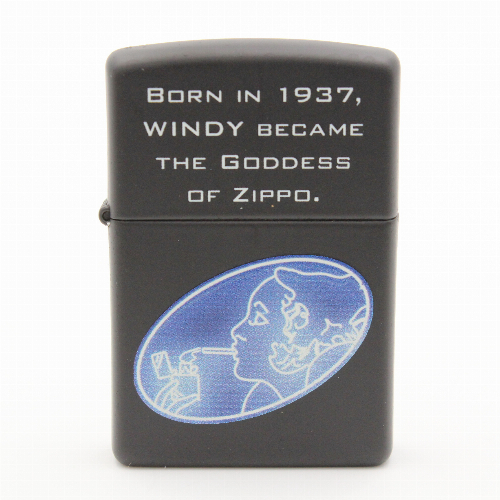 BORN IN 1937,
WINDY BECAME
THE GODDESS
OF ZIPPO.